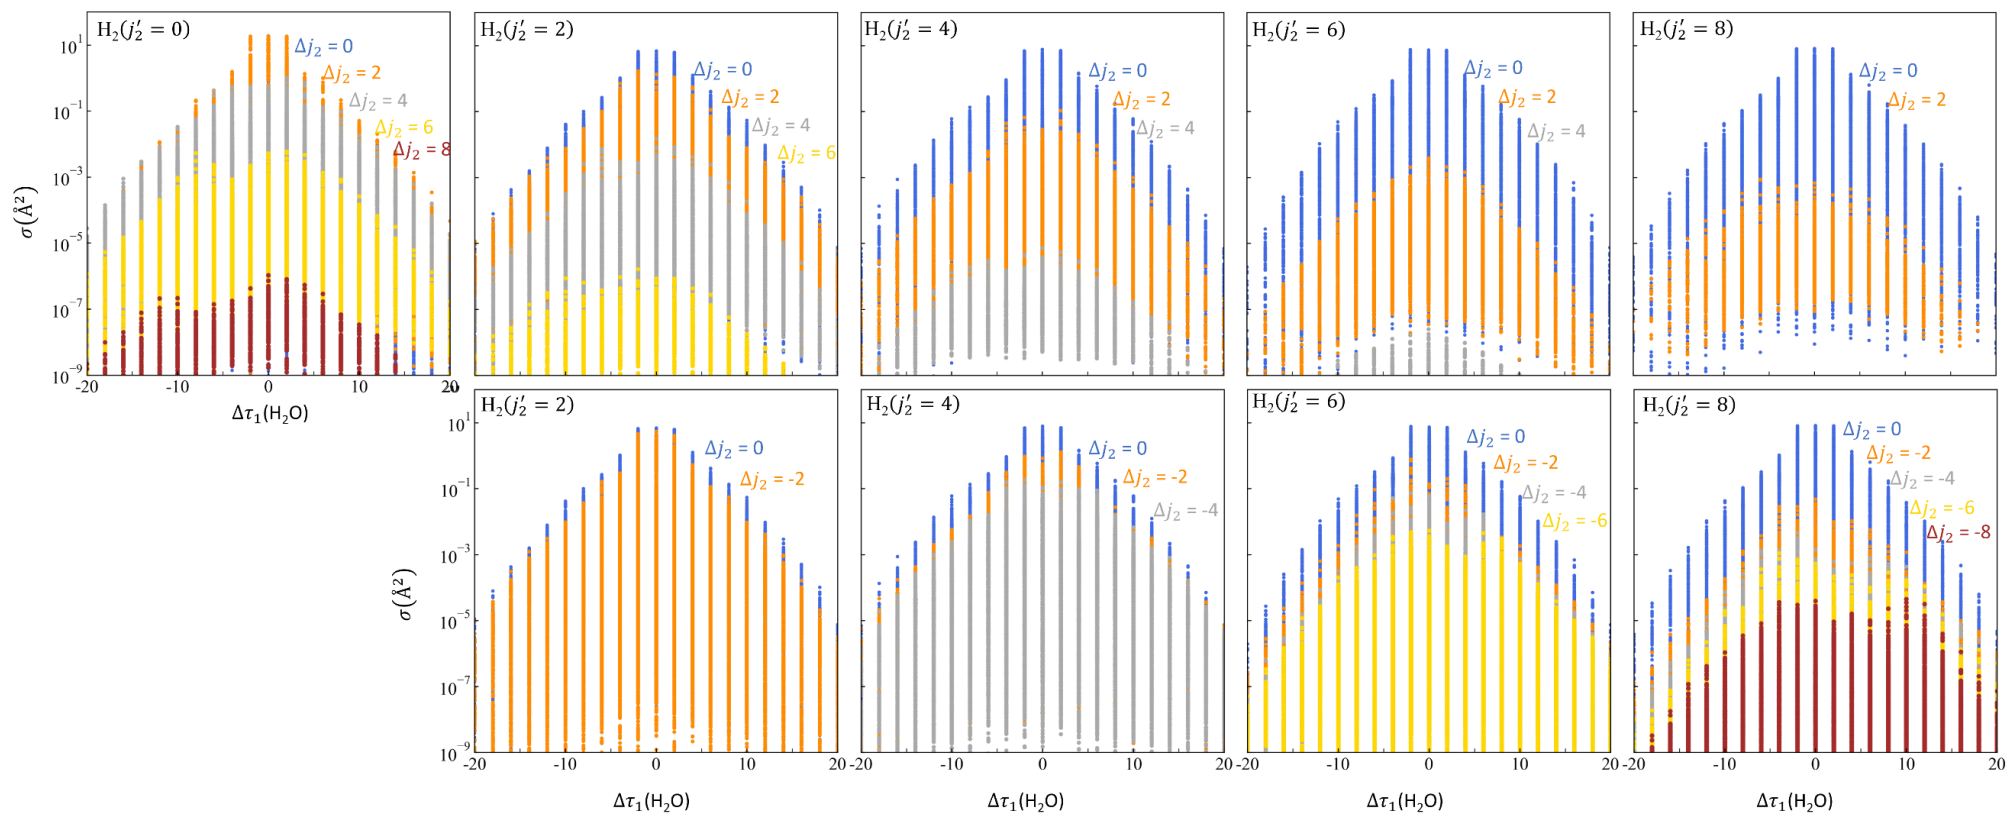 H₂(j₂′ = 0)
Δj₂ = 0
Δj₂ = 2
Δj₂ = 4
Δj₂ = 6
Δj₂ = 8
σ(Å²)
10¹
10⁻¹
10⁻³
10⁻⁵
10⁻⁷
10⁻⁹
-20 -10 0 10 20
Δτ₁(H₂O)
H₂(j₂′ = 2)
Δj₂ = 0
Δj₂ = 2
Δj₂ = 4
Δj₂ = 6
H₂(j₂′ = 4)
Δj₂ = 0
Δj₂ = 2
Δj₂ = 4
H₂(j₂′ = 6)
Δj₂ = 0
Δj₂ = 2
Δj₂ = 4
H₂(j₂′ = 8)
Δj₂ = 0
Δj₂ = 2
H₂(j₂′ = 2)
Δj₂ = 0
Δj₂ = -2
σ(Å²)
10¹
10⁻¹
10⁻³
10⁻⁵
10⁻⁷
10⁻⁹
-20 -10 0 10 20
Δτ₁(H₂O)
H₂(j₂′ = 4)
Δj₂ = 0
Δj₂ = -2
Δj₂ = -4
-10 0 10
Δτ₁(H₂O)
H₂(j₂′ = 6)
Δj₂ = 0
Δj₂ = -2
Δj₂ = -4
Δj₂ = -6
-20 -10 0 10
Δτ₁(H₂O)
H₂(j₂′ = 8)
Δj₂ = 0
Δj₂ = -2
Δj₂ = -4
Δj₂ = -6
Δj₂ = -8
-20 -10 0 10 20
Δτ₁(H₂O)